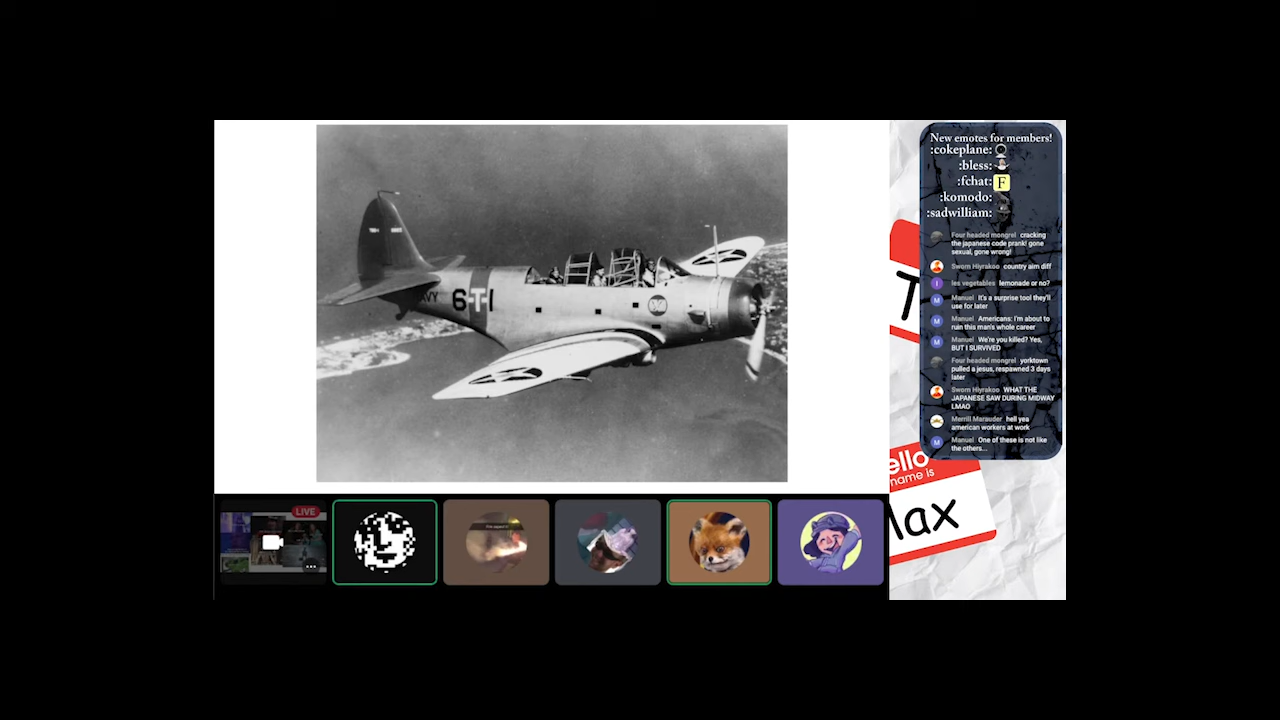 New emotes for members!
:cokeplane:
:bless:
:fchat: F
:komodo:
:sadwilliam:
Four headed mongrel cracking
the japanese code prank! gone
sexual, gone wrong!
Sworn Hiyrakoo country aim diff
les vegetables lemonade or no?
Manuel It's a surprise tool they'll
use for later
Manuel Americans: I'm about to
ruin this man's whole career
Manuel We're you killed? Yes,
BUT I SURVIVED
Four headed mongrel yorktown
pulled a jesus, respawned 3 days
later
Sworn Hiyrakoo WHAT THE
JAPANESE SAW DURING MIDWAY
LMAO
Merrill Marauder hell yea
american workers at work
Manuel One of these is not like
the others...
6-T-1
LIVE
ello
name is
lax